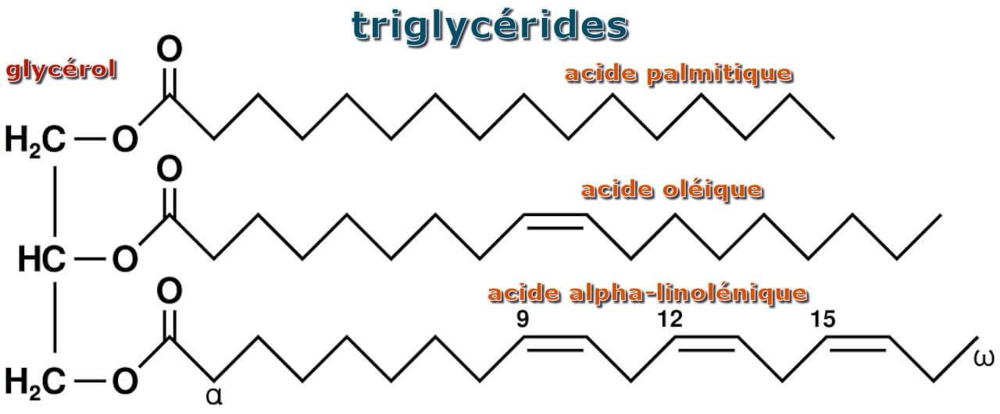 triglycérides
glycérol
O
acide palmitique
H₂C — O
O
acide oléique
HC — O
O
acide alpha-linolénique
9 12 15
H₂C — O
α
ω